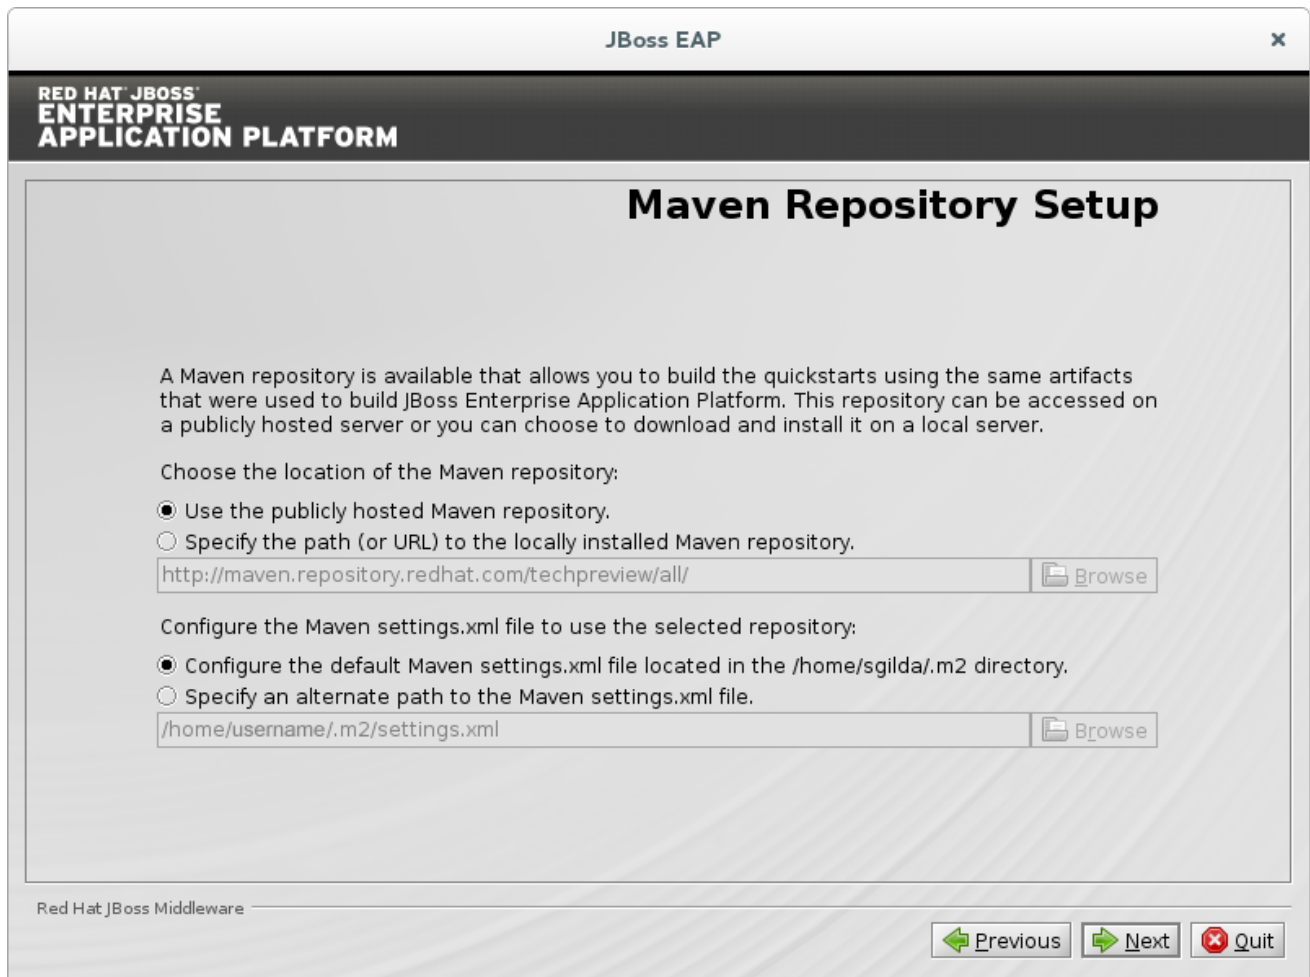 JBoss EAP
RED HAT JBOSS
ENTERPRISE
APPLICATION PLATFORM
Maven Repository Setup
A Maven repository is available that allows you to build the quickstarts using the same artifacts
that were used to build JBoss Enterprise Application Platform. This repository can be accessed on
a publicly hosted server or you can choose to download and install it on a local server.
Choose the location of the Maven repository:
Use the publicly hosted Maven repository.
Specify the path (or URL) to the locally installed Maven repository.
http://maven.repository.redhat.com/techpreview/all/ Browse
Configure the Maven settings.xml file to use the selected repository:
Configure the default Maven settings.xml file located in the /home/sgilda/.m2 directory.
Specify an alternate path to the Maven settings.xml file.
/home/username/.m2/settings.xml Browse
Red Hat JBoss Middleware
Previous Next Quit